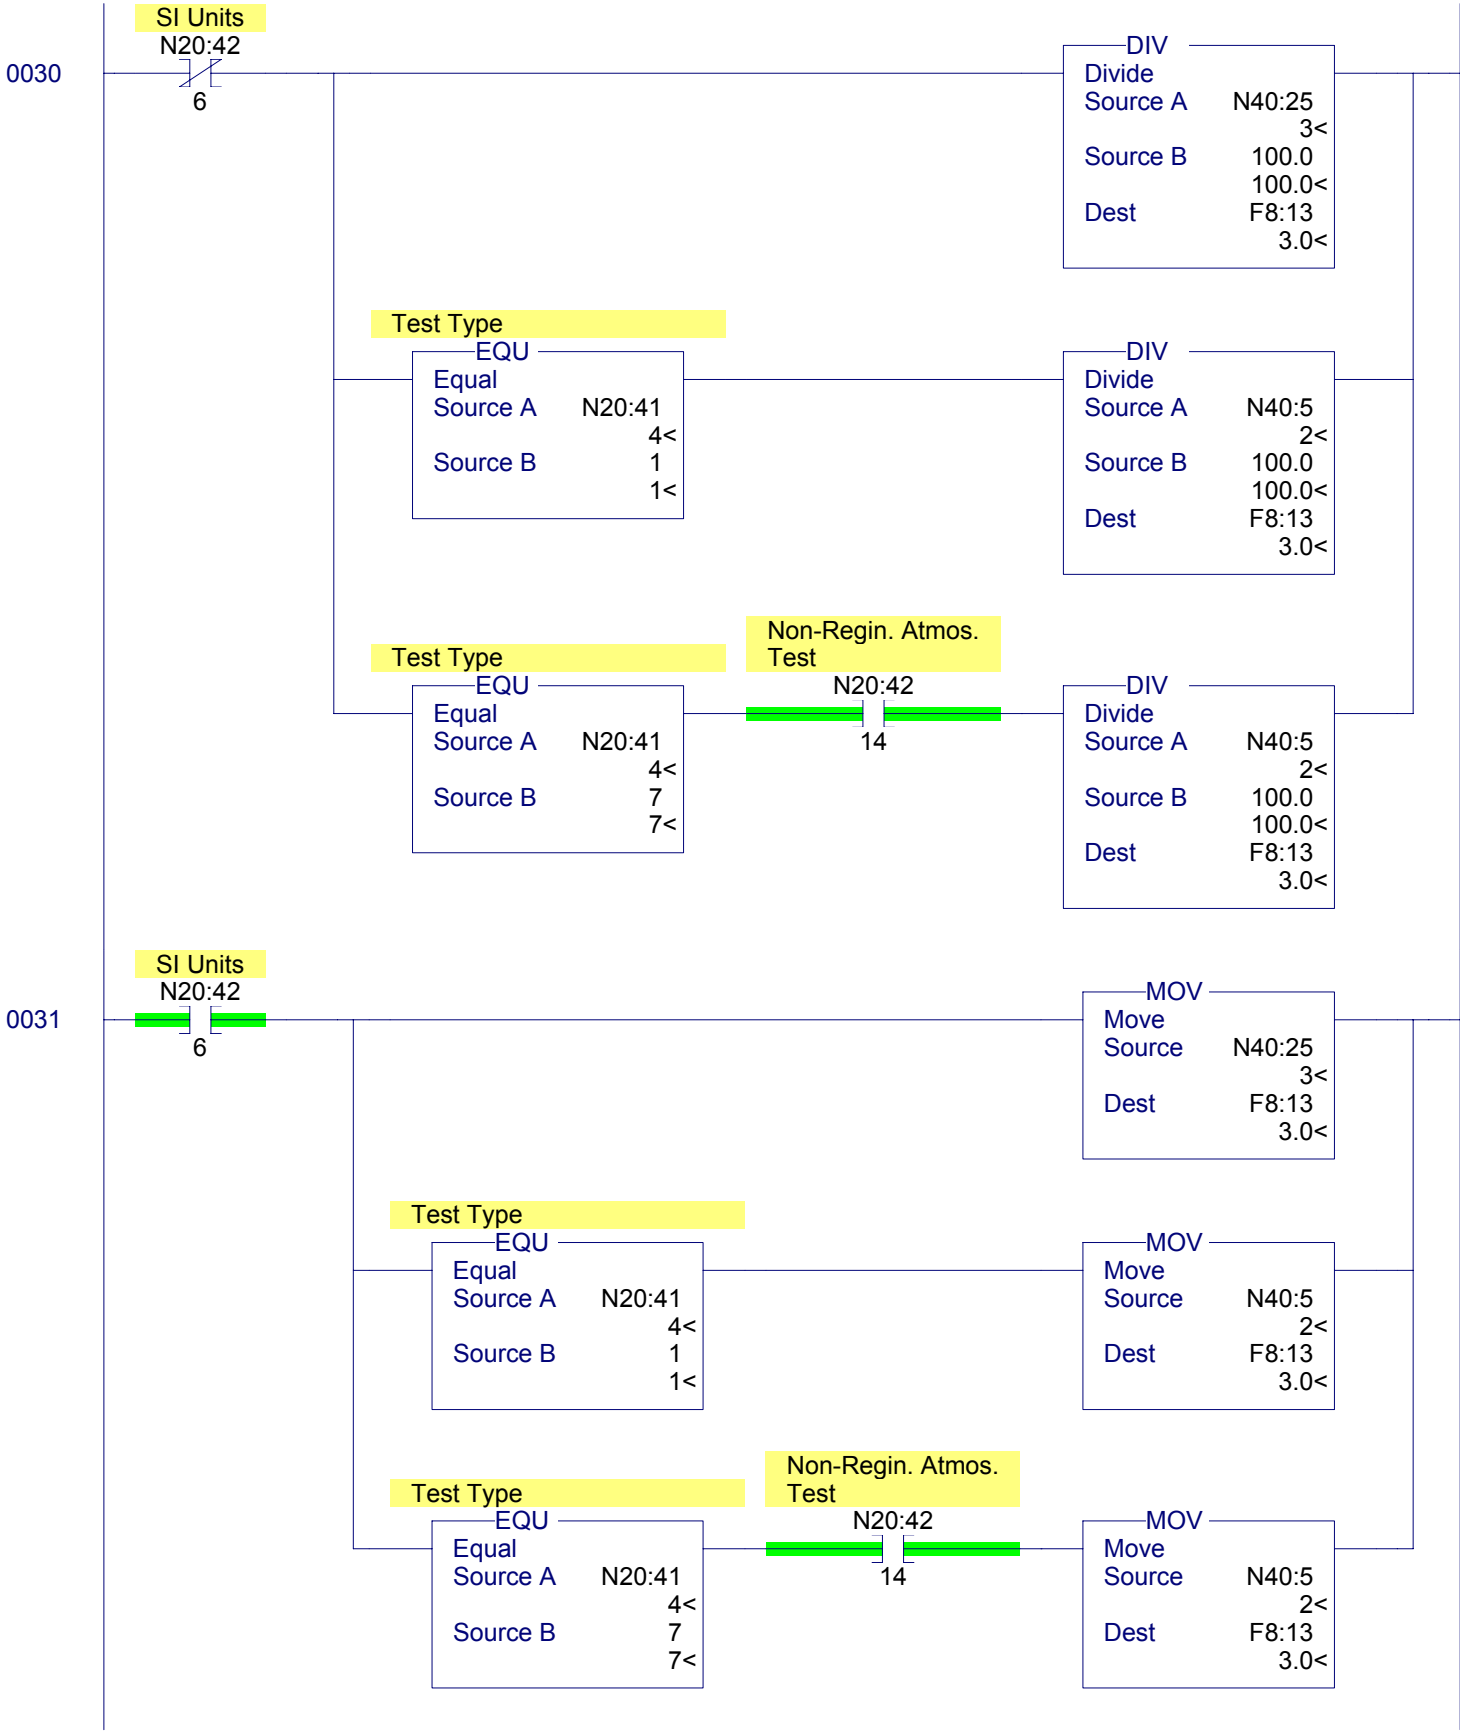 SI Units
N20:42
0030
6
DIV
Divide
Source A N40:25
3<
Source B 100.0
100.0<
Dest F8:13
3.0<
Test Type
EQU
Equal
Source A N20:41
4<
Source B 1
1<
DIV
Divide
Source A N40:5
2<
Source B 100.0
100.0<
Dest F8:13
3.0<
Test Type
EQU
Equal
Source A N20:41
4<
Source B 7
7<
Non-Regin. Atmos.
Test
N20:42
14
DIV
Divide
Source A N40:5
2<
Source B 100.0
100.0<
Dest F8:13
3.0<
SI Units
N20:42
0031
6
MOV
Move
Source N40:25
3<
Dest F8:13
3.0<
Test Type
EQU
Equal
Source A N20:41
4<
Source B 1
1<
MOV
Move
Source N40:5
2<
Dest F8:13
3.0<
Test Type
EQU
Equal
Source A N20:41
4<
Source B 7
7<
Non-Regin. Atmos.
Test
N20:42
14
MOV
Move
Source N40:5
2<
Dest F8:13
3.0<